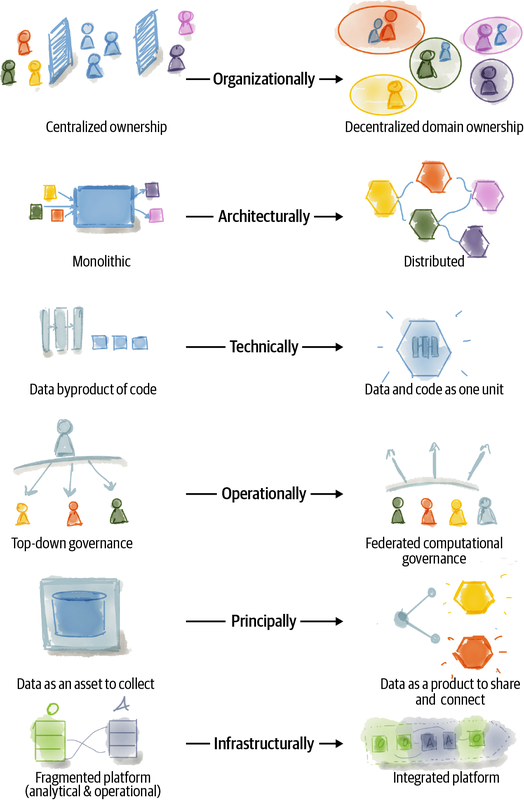 Organizationally
Centralized ownership
Decentralized domain ownership
Architecturally
Monolithic
Distributed
Technically
Data byproduct of code
Data and code as one unit
Operationally
Top-down governance
Federated computational
governance
Principally
Data as an asset to collect
Data as a product to share
and connect
O
A
Infrastructurally
O O A A O
Fragmented platform
(analytical & operational)
Integrated platform